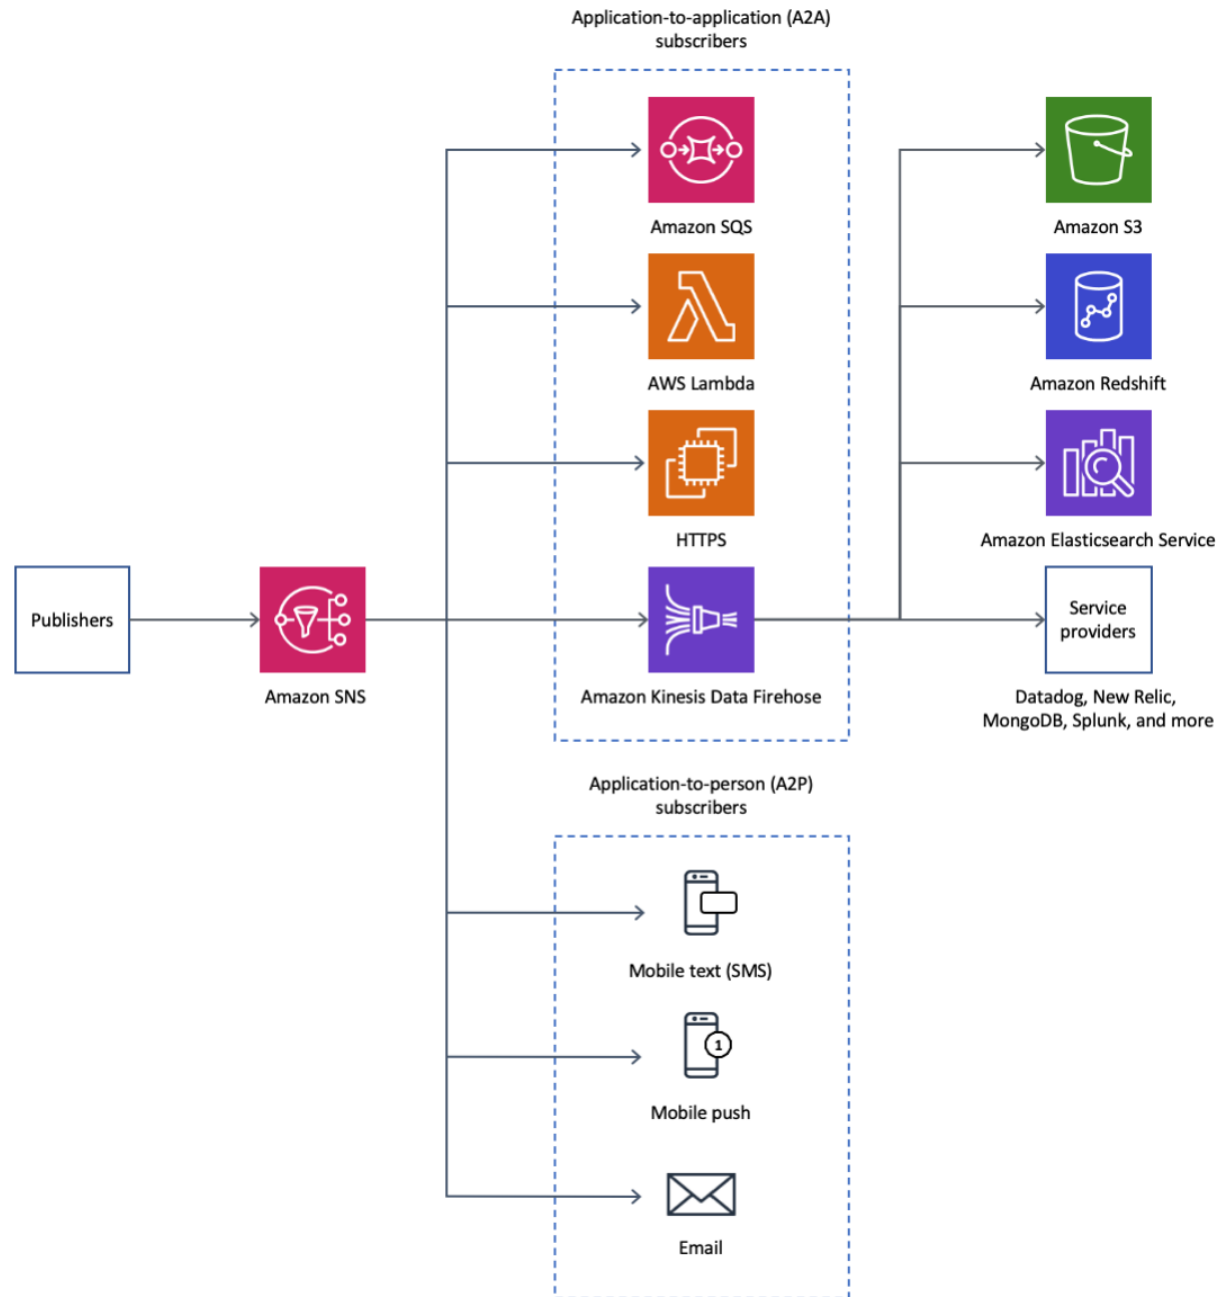 Application-to-application (A2A)
subscribers
Amazon SQS
Amazon S3
AWS Lambda
Amazon Redshift
HTTPS
Amazon Elasticsearch Service
Publishers
Service
providers
Amazon SNS
Amazon Kinesis Data Firehose
Datadog, New Relic,
MongoDB, Splunk, and more
Application-to-person (A2P)
subscribers
Mobile text (SMS)
1
Mobile push
Email